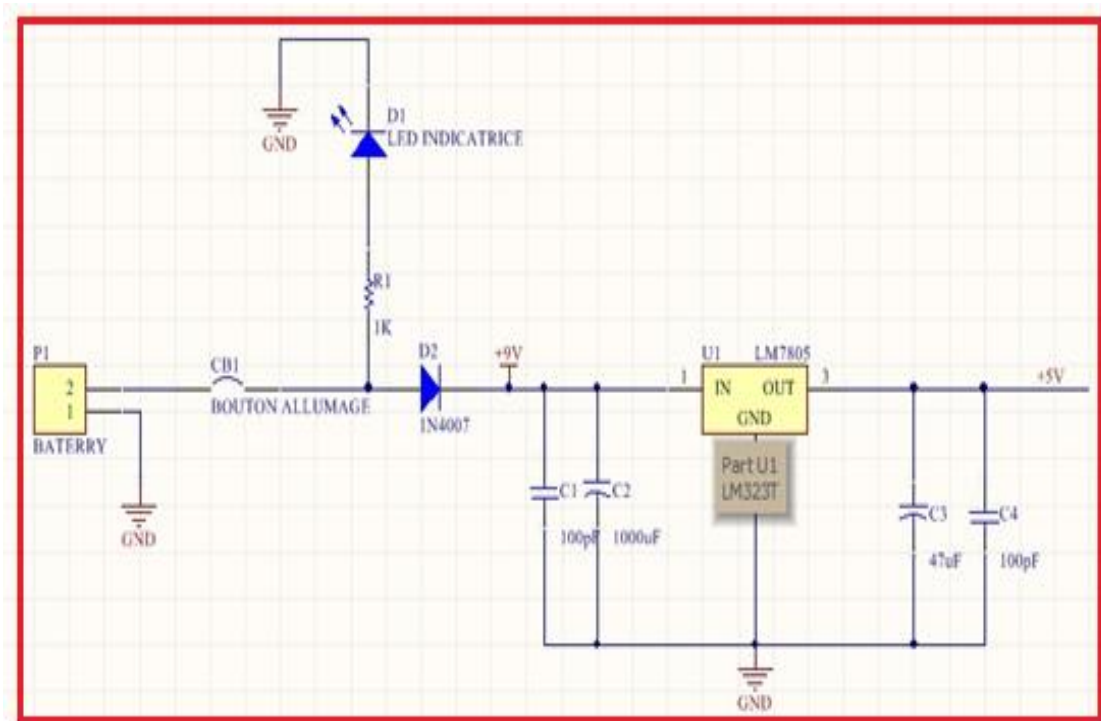 D1
LED INDICATRICE
GND
R1
1K
P1
2
1
BATERRY
CB1
BOUTON ALLUMAGE
D2
1N4007
+9V
U1 LM7805
1 IN OUT 3
GND
+5V
Part U1
LM323T
C1
100pF
C2
1000uF
C3
47uF
C4
100pF
GND
GND